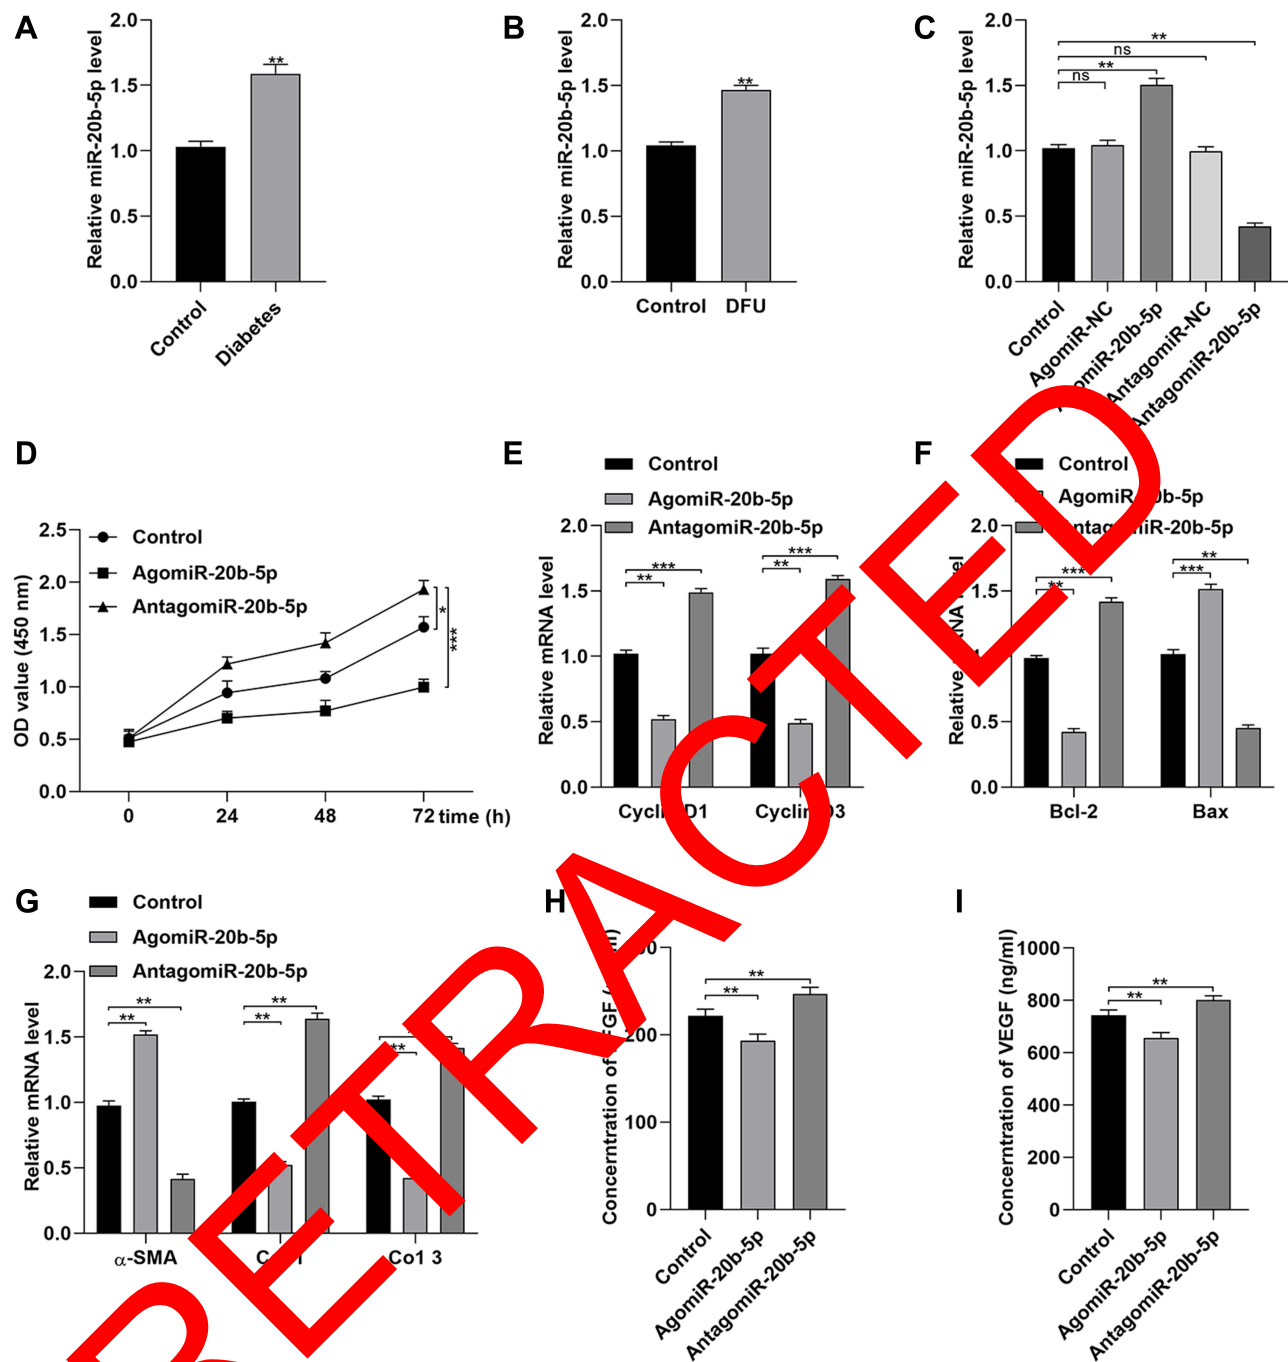 A
Relative miR-20b-5p level
2.0
1.5
1.0
0.5
0.0
**
Control
Diabetes
B
Relative miR-20b-5p level
2.0
1.5
1.0
0.5
0.0
**
Control DFU
C
Relative miR-20b-5p level
2.0
1.5
1.0
0.5
0.0
**
ns
**
ns
Control
AgomiR-NC
AntagomiR-NC
AntagomiR-20b-5p
D
OD value (450 nm)
2.5
2.0
1.5
1.0
0.5
0.0
Control
AgomiR-20b-5p
AntagomiR-20b-5p
*
***
0 24 48 72 time (h)
E
Control
AgomiR-20b-5p
AntagomiR-20b-5p
Relative mRNA level
2.0
1.5
1.0
0.5
0.0
***
**
***
**
F
Control
2.0
1.5
1.0
0.5
0.0
***
**
**
***
Bcl-2 Bax
G
Control
AgomiR-20b-5p
AntagomiR-20b-5p
Relative mRNA level
2.0
1.5
1.0
0.5
0.0
**
**
**
**
**
α-SMA Co1 3
H
Concerntration of
200
100
0
**
**
Control
AgomiR-20b-5p
AntagomiR-20b-5p
I
Concerntration of VEGF (ng/ml)
1000
800
600
400
200
0
**
**
Control
AgomiR-20b-5p
AntagomiR-20b-5p
RETRACTED